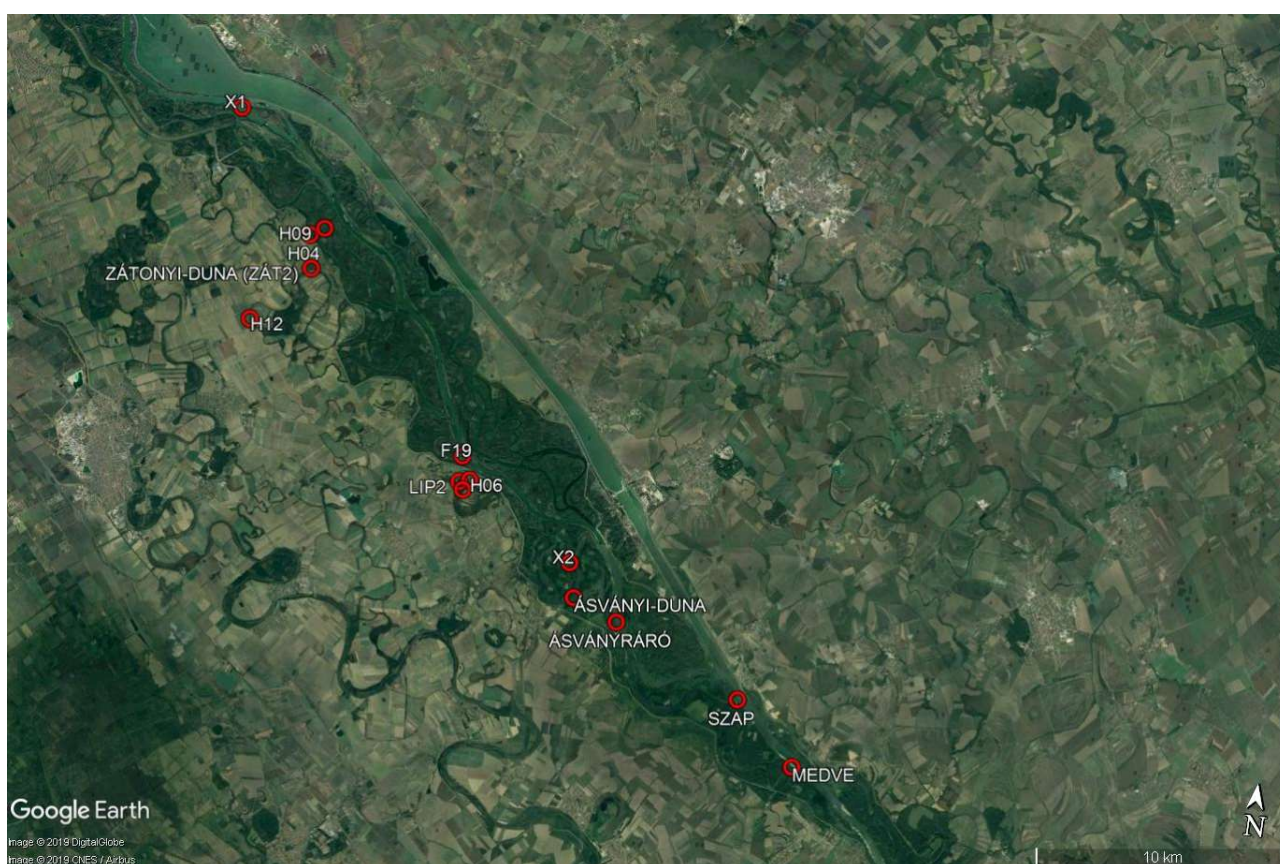 X1
H09
H04
ZÁTONYI-DUNA (ZÁT2)
H12
F19
LIP2
H06
X2
ÁSVÁNYI-DUNA
ÁSVÁNYRÁRÓ
SZAP
MEDVE
Google Earth
N
Image © 2019 DigitalGlobe
Image © 2019 CNES / Airbus
10 km